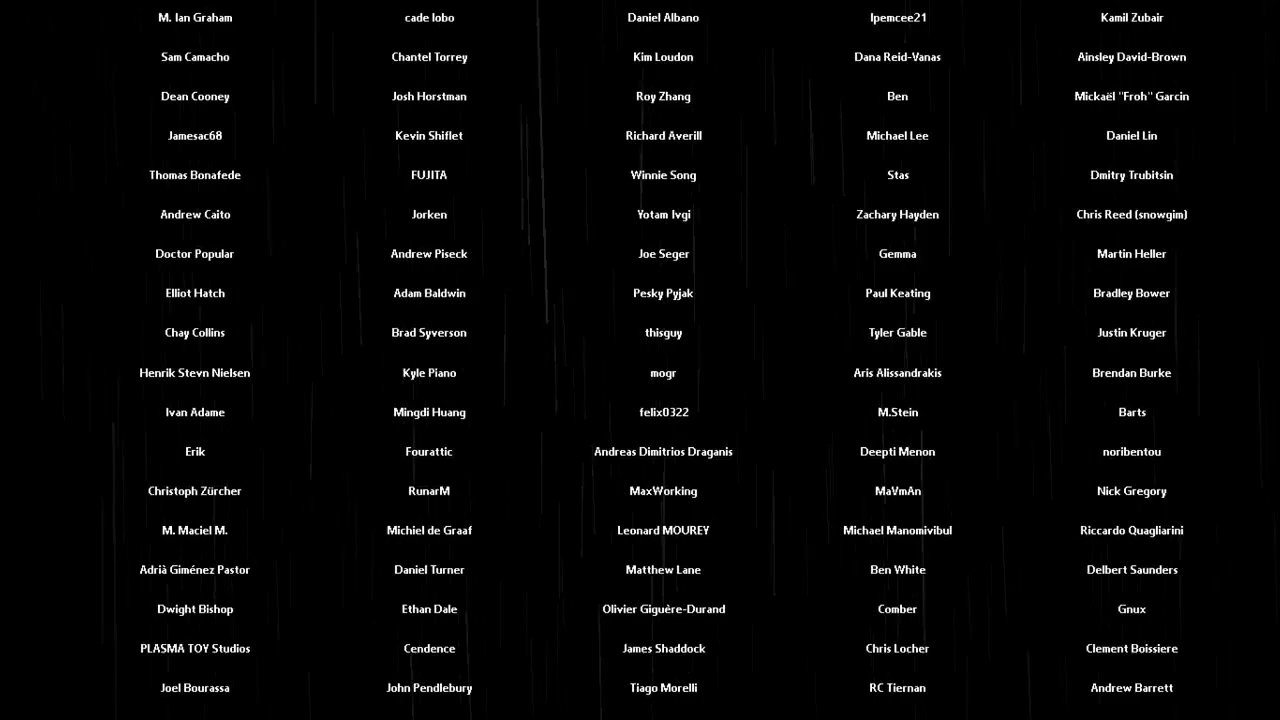 M. Ian Graham cade lobo Daniel Albano lpemcee21 Kamil Zubair
Sam Camacho Chantel Torrey Kim Loudon Dana Reid-Vanas Ainsley David-Brown
Dean Cooney Josh Horstman Roy Zhang Ben Mickaël "Froh" Garcin
Jamesac68 Kevin Shiflet Richard Averill Michael Lee Daniel Lin
Thomas Bonafede FUJITA Winnie Song Stas Dmitry Trubitsin
Andrew Caito Jorken Yotam Ivgi Zachary Hayden Chris Reed (snowgim)
Doctor Popular Andrew Piseck Joe Seger Gemma Martin Heller
Elliot Hatch Adam Baldwin Pesky Pyjak Paul Keating Bradley Bower
Chay Collins Brad Syverson thisguy Tyler Gable Justin Kruger
Henrik Stevn Nielsen Kyle Piano mogr Aris Alissandrakis Brendan Burke
Ivan Adame Mingdi Huang felix0322 M.Stein Barts
Erik Fourattic Andreas Dimitrios Draganis Deepti Menon noribentou
Christoph Zürcher RunarM MaxWorking MaVmAn Nick Gregory
M. Maciel M. Michiel de Graaf Leonard MOUREY Michael Manomivibul Riccardo Quagliarini
Adrià Giménez Pastor Daniel Turner Matthew Lane Ben White Delbert Saunders
Dwight Bishop Ethan Dale Olivier Giguère-Durand Comber Gnux
PLASMA TOY Studios Cendence James Shaddock Chris Locher Clement Boissiere
Joel Bourassa John Pendlebury Tiago Morelli RC Tiernan Andrew Barrett